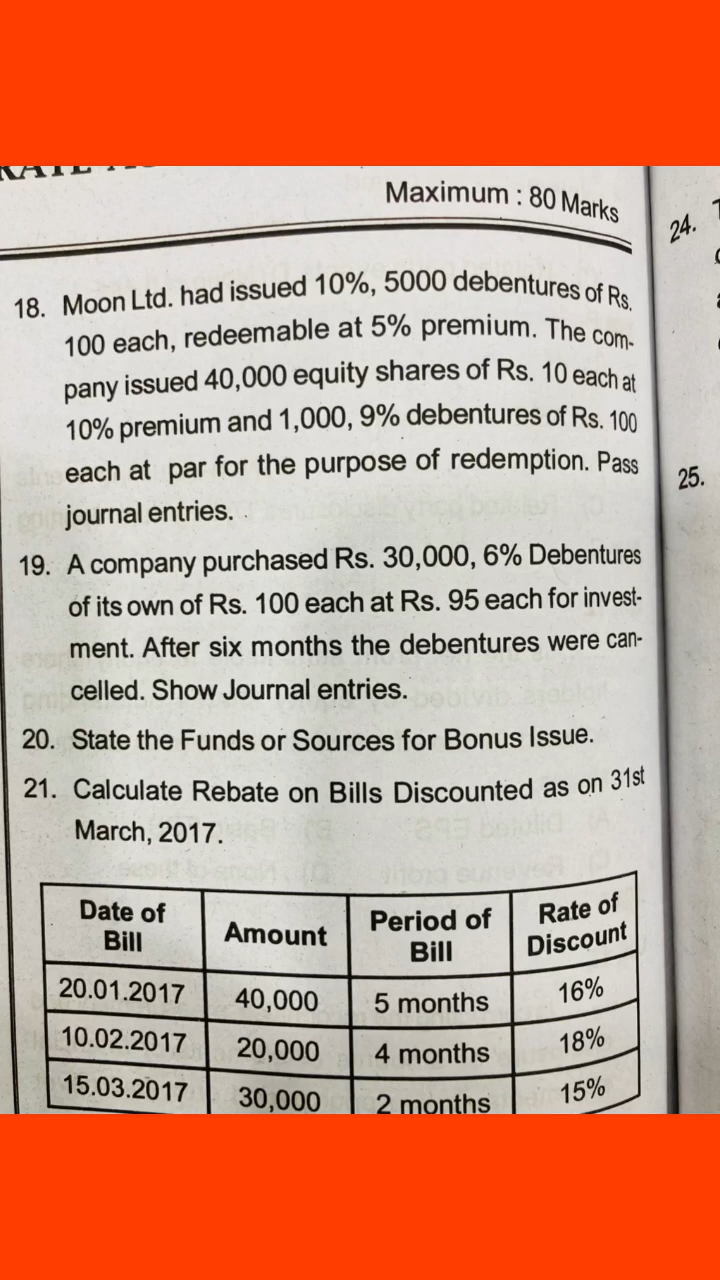 Maximum : 80 Marks
18. Moon Ltd. had issued 10%, 5000 debentures of Rs.
100 each, redeemable at 5% premium. The com-
pany issued 40,000 equity shares of Rs. 10 each at
10% premium and 1,000, 9% debentures of Rs. 100
each at par for the purpose of redemption. Pass
journal entries.
19. A company purchased Rs. 30,000, 6% Debentures
of its own of Rs. 100 each at Rs. 95 each for invest-
ment. After six months the debentures were can-
celled. Show Journal entries.
20. State the Funds or Sources for Bonus Issue.
21. Calculate Rebate on Bills Discounted as on 31st
March, 2017.
Date of Bill Amount Period of Bill Rate of Discount
20.01.2017 40,000 5 months 16%
10.02.2017 20,000 4 months 18%
15.03.2017 30,000 2 months 15%
24.
25.